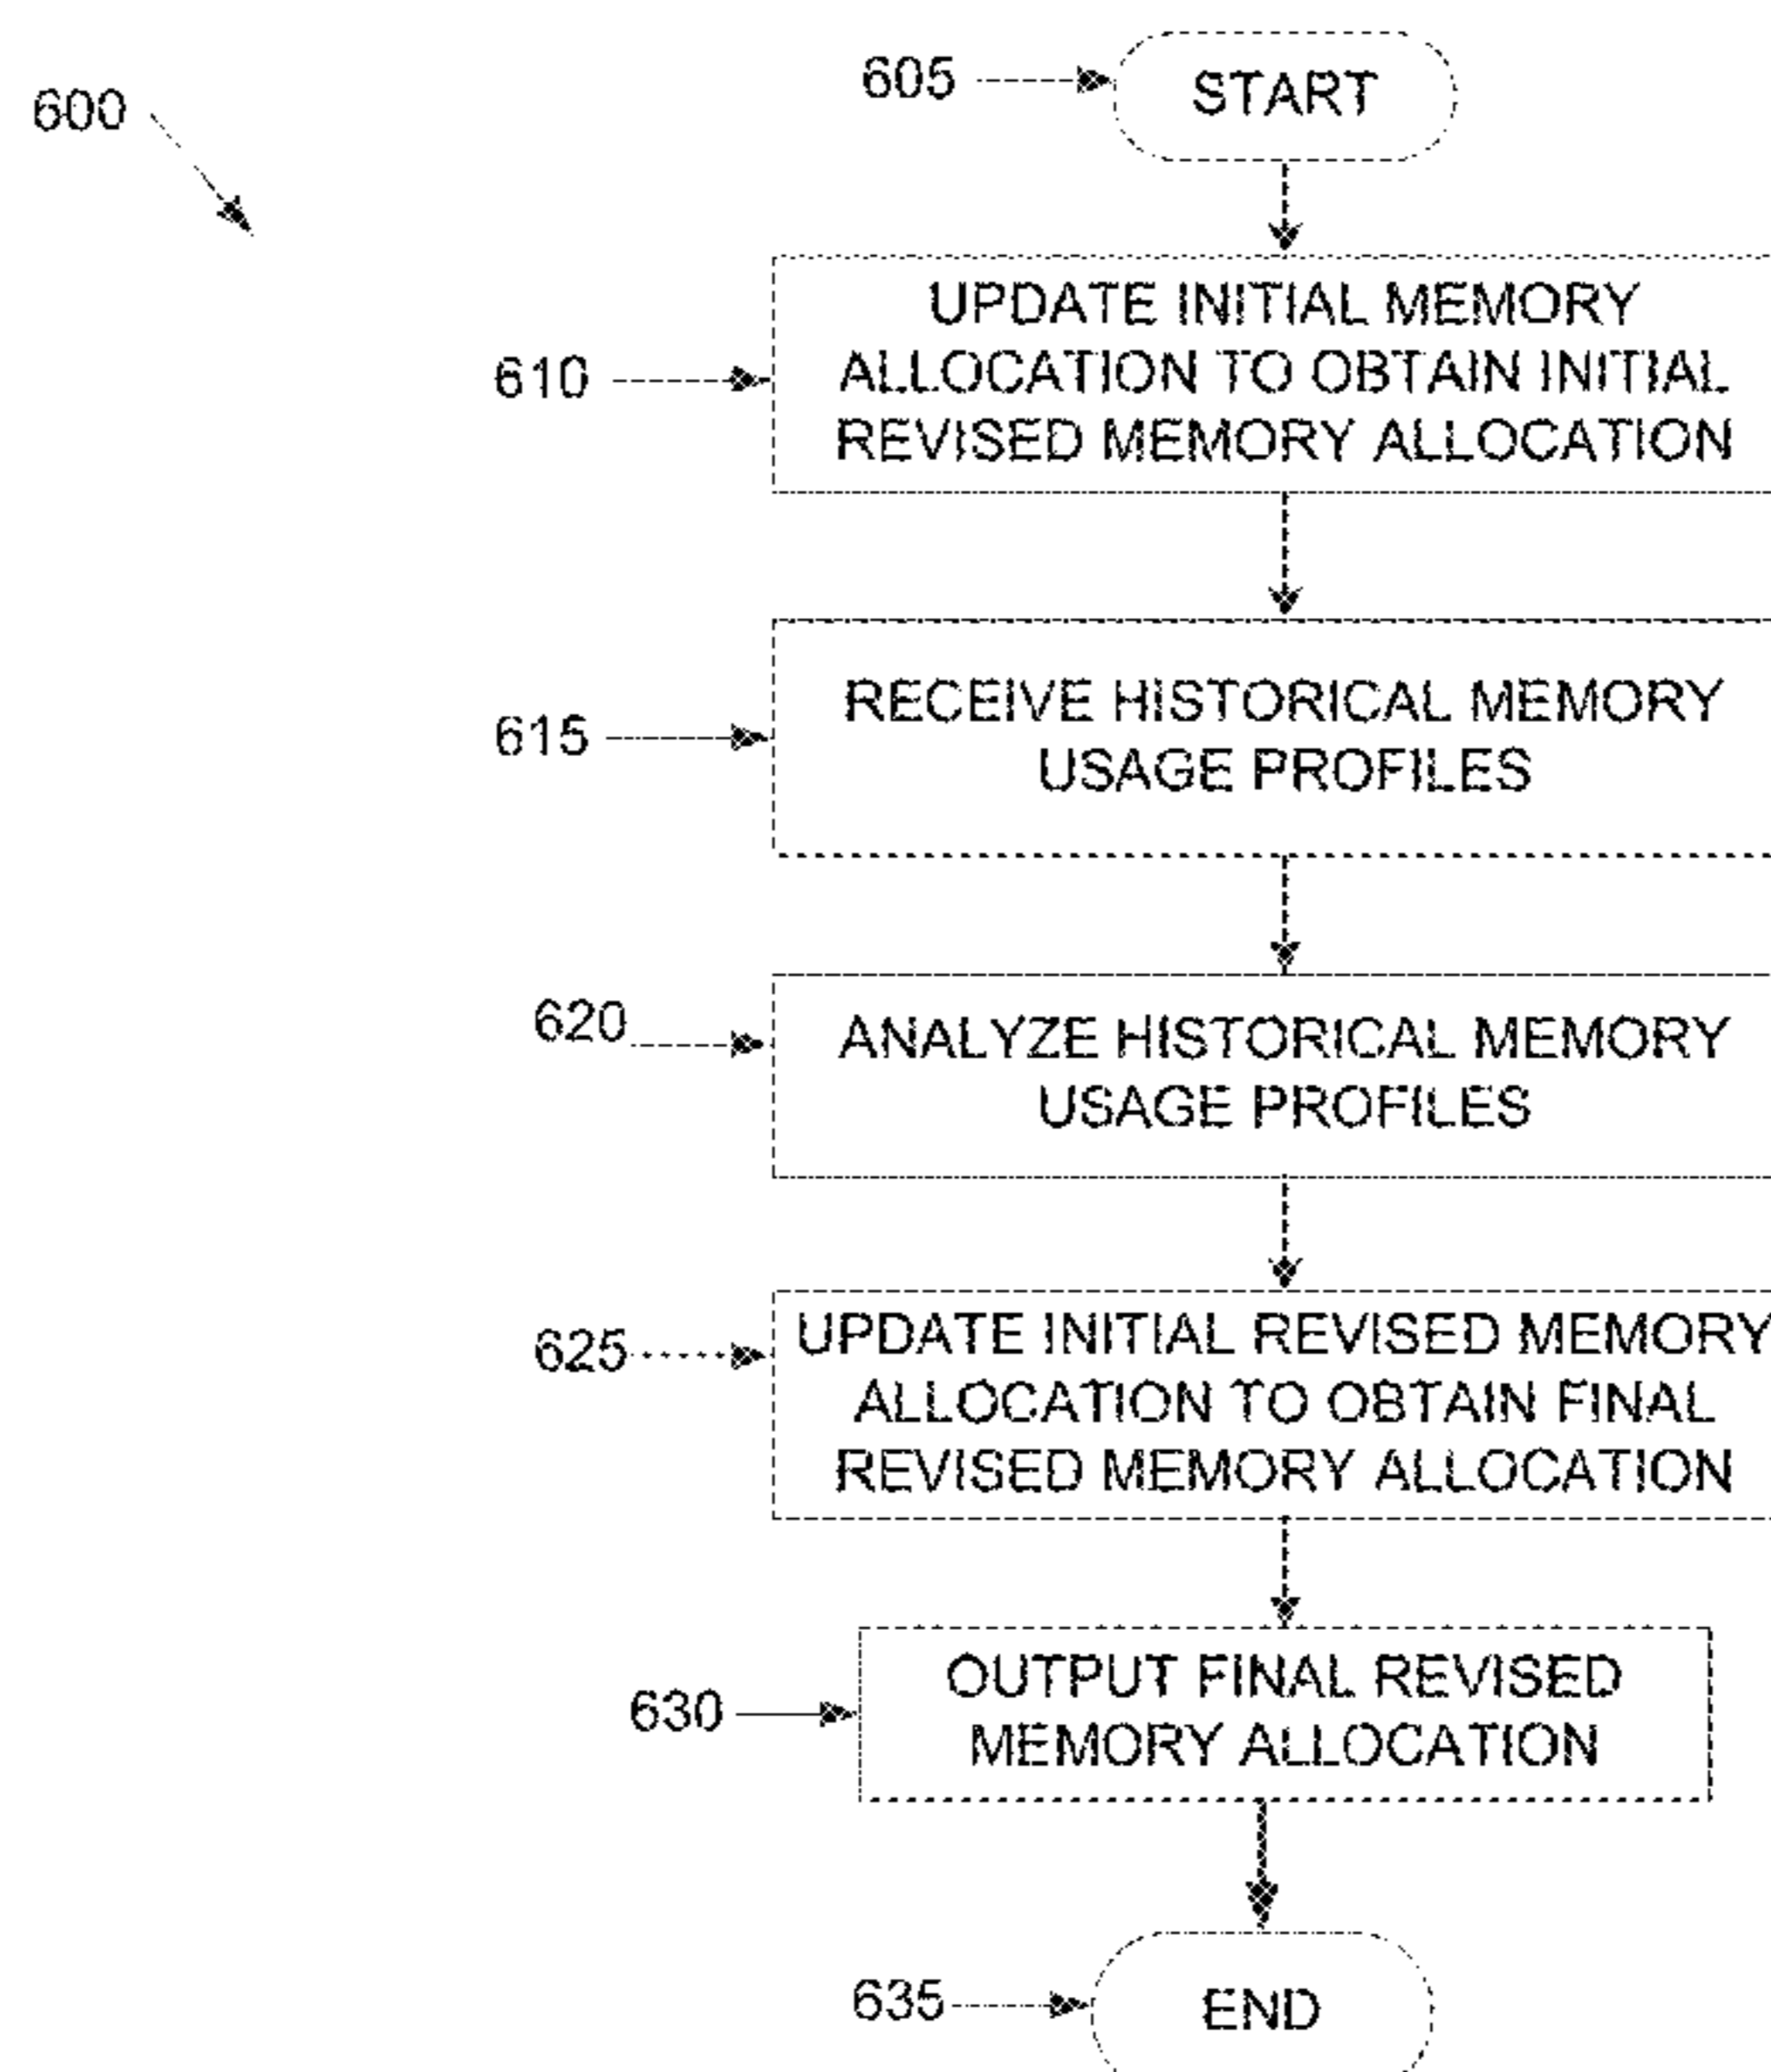 600
605
START
610
UPDATE INITIAL MEMORY
ALLOCATION TO OBTAIN INITIAL
REVISED MEMORY ALLOCATION
615
RECEIVE HISTORICAL MEMORY
USAGE PROFILES
620
ANALYZE HISTORICAL MEMORY
USAGE PROFILES
625
UPDATE INITIAL REVISED MEMORY
ALLOCATION TO OBTAIN FINAL
REVISED MEMORY ALLOCATION
630
OUTPUT FINAL REVISED
MEMORY ALLOCATION
635
END